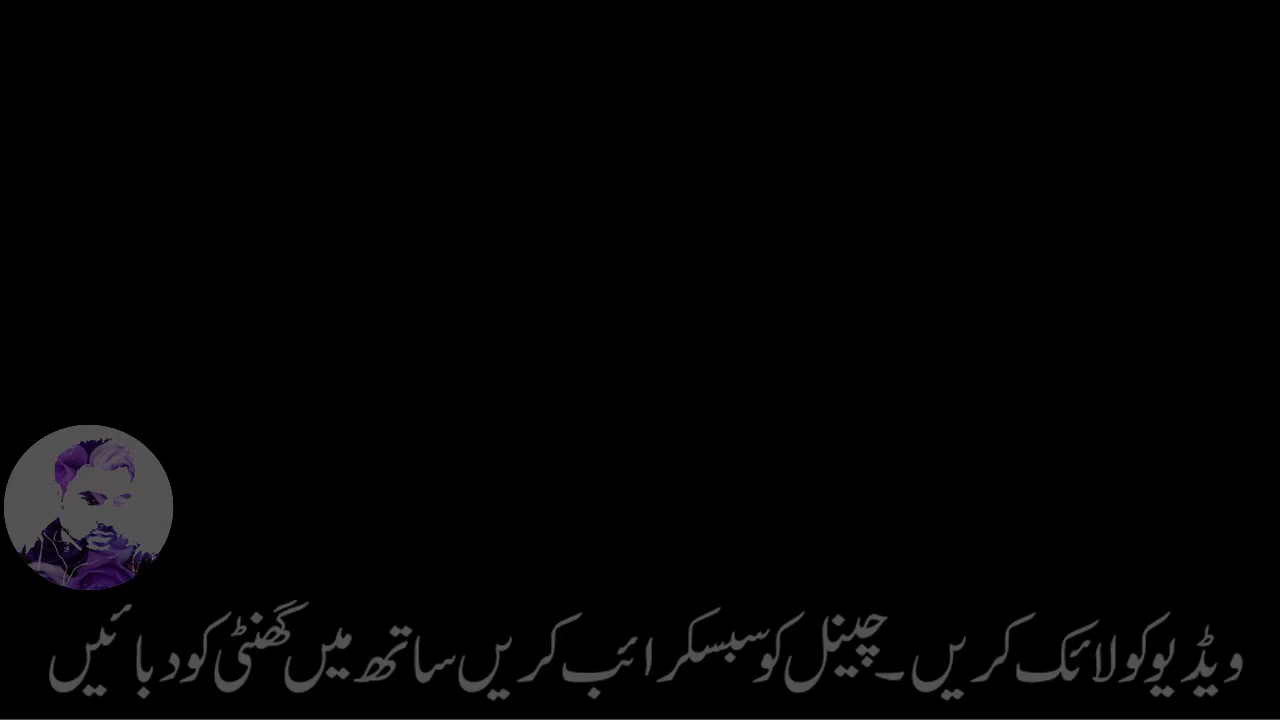 ویڈیو کو لائک کریں۔ چینل کو سبسکرائب کریں ساتھ میں گھنٹی کو دبائیں